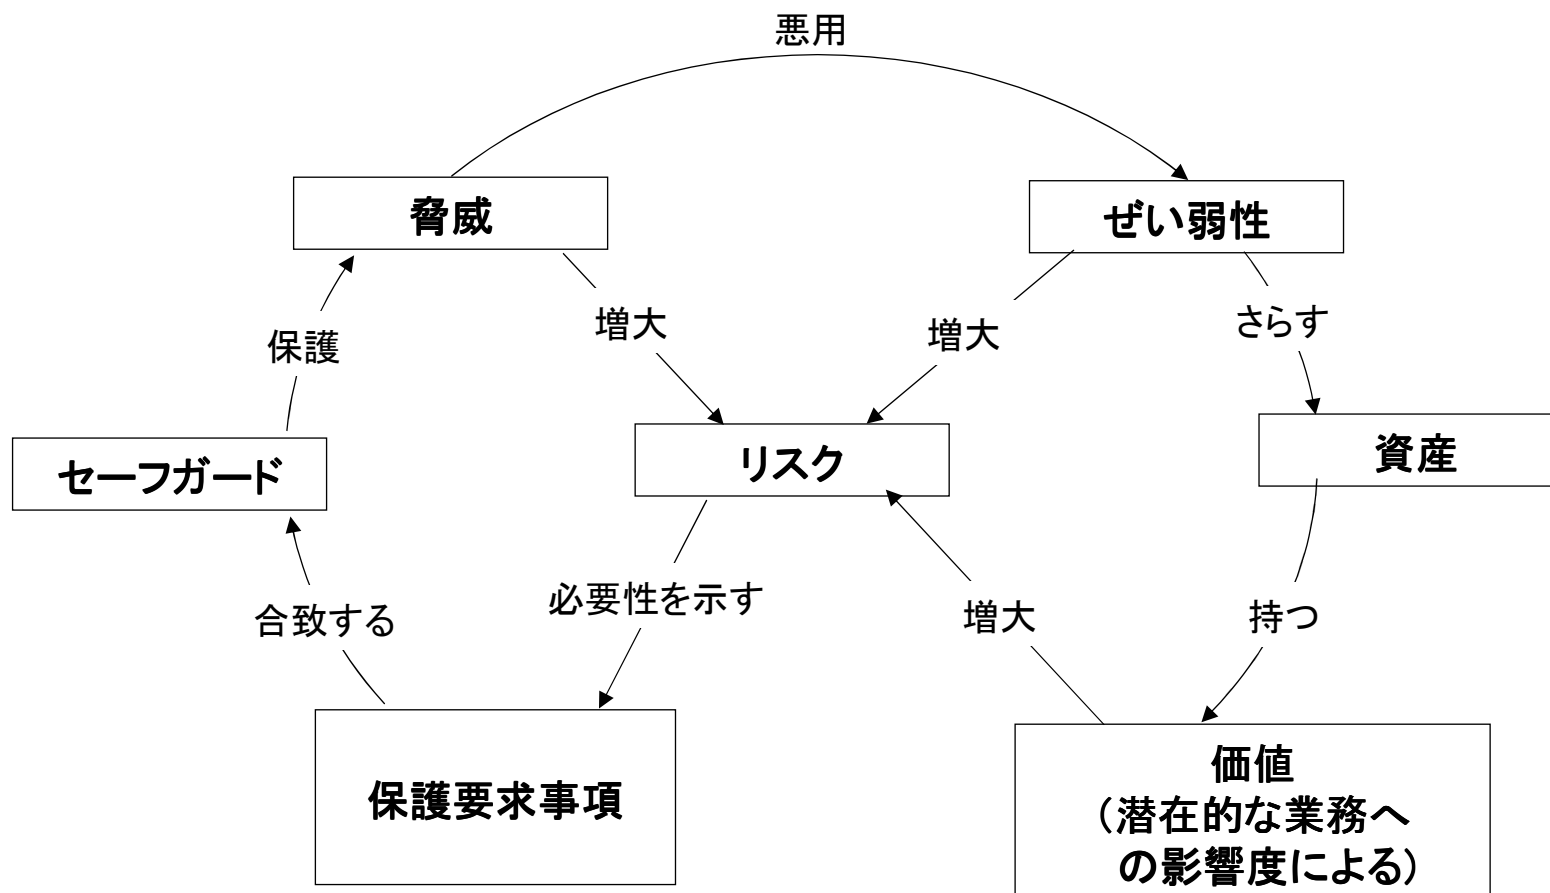 悪用
脅威
ぜい弱性
増大
増大
さらす
保護
セーフガード
リスク
資産
合致する
必要性を示す
増大
持つ
保護要求事項
価値
（潜在的な業務へ
の影響度による）